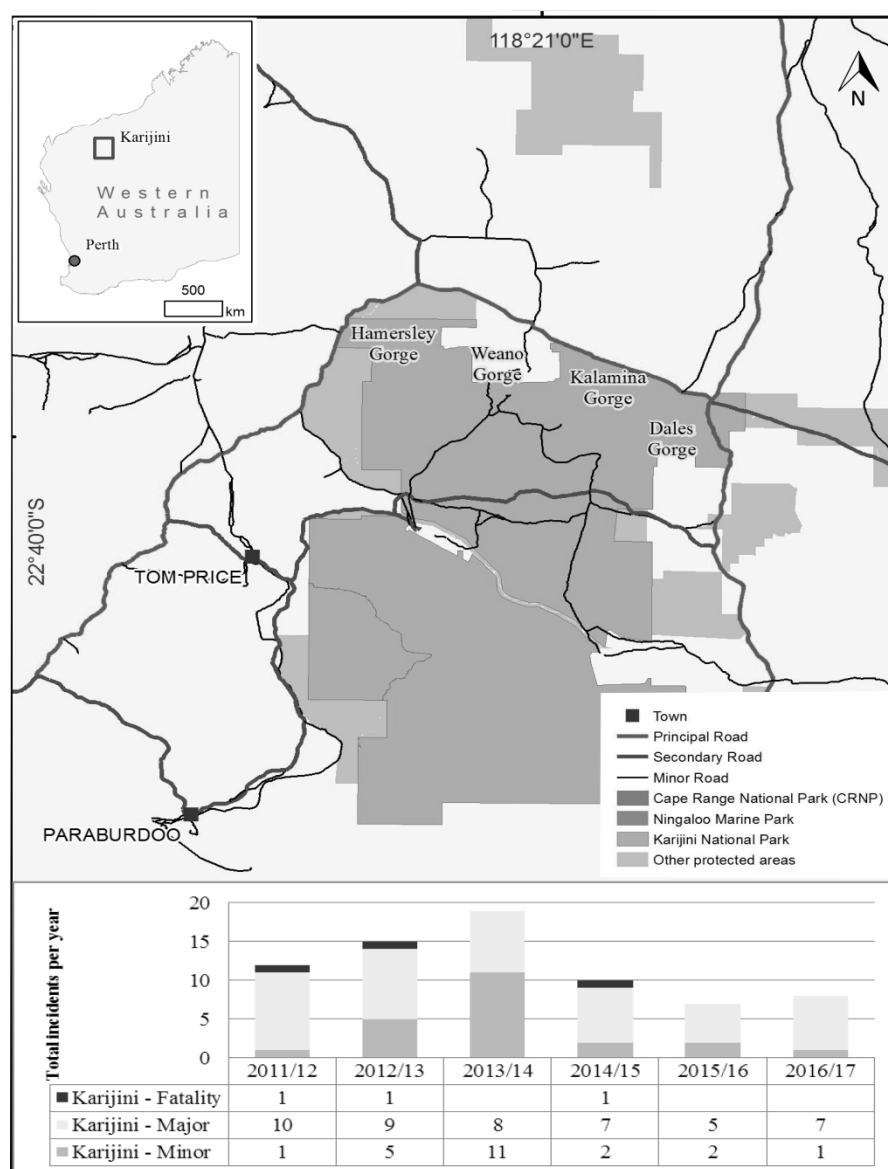 118°21'0"E
N
Karijini
Western
Australia
Perth
500
km
Hamersley
Gorge
Weano
Gorge
Kalamina
Gorge
Dales
Gorge
22°40'0"S
TOM PRICE
PARABURDOO
Town
Principal Road
Secondary Road
Minor Road
Cape Range National Park (CRNP)
Ningaloo Marine Park
Karijini National Park
Other protected areas
Total incidents per year
20
15
10
5
0
2011/12 2012/13 2013/14 2014/15 2015/16 2016/17
Karijini - Fatality 1 1 1
Karijini - Major 10 9 8 7 5 7
Karijini - Minor 1 5 11 2 2 1